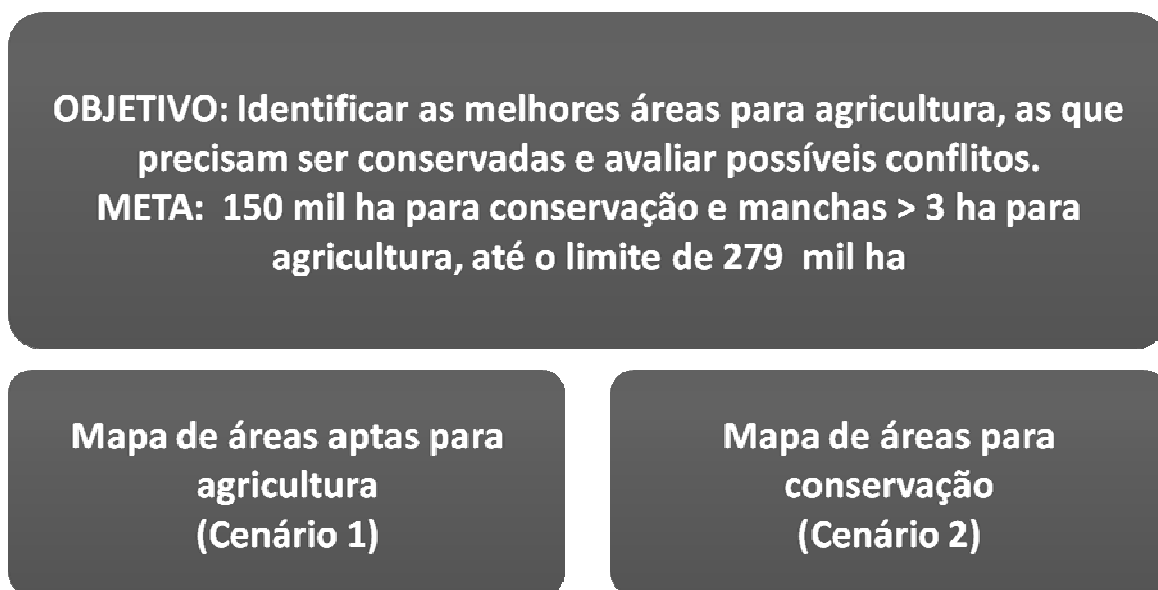 OBJETIVO: Identificar as melhores áreas para agricultura, as que
precisam ser conservadas e avaliar possíveis conflitos.
META: 150 mil ha para conservação e manchas > 3 ha para
agricultura, até o limite de 279 mil ha
Mapa de áreas aptas para
agricultura
(Cenário 1)
Mapa de áreas para
conservação
(Cenário 2)